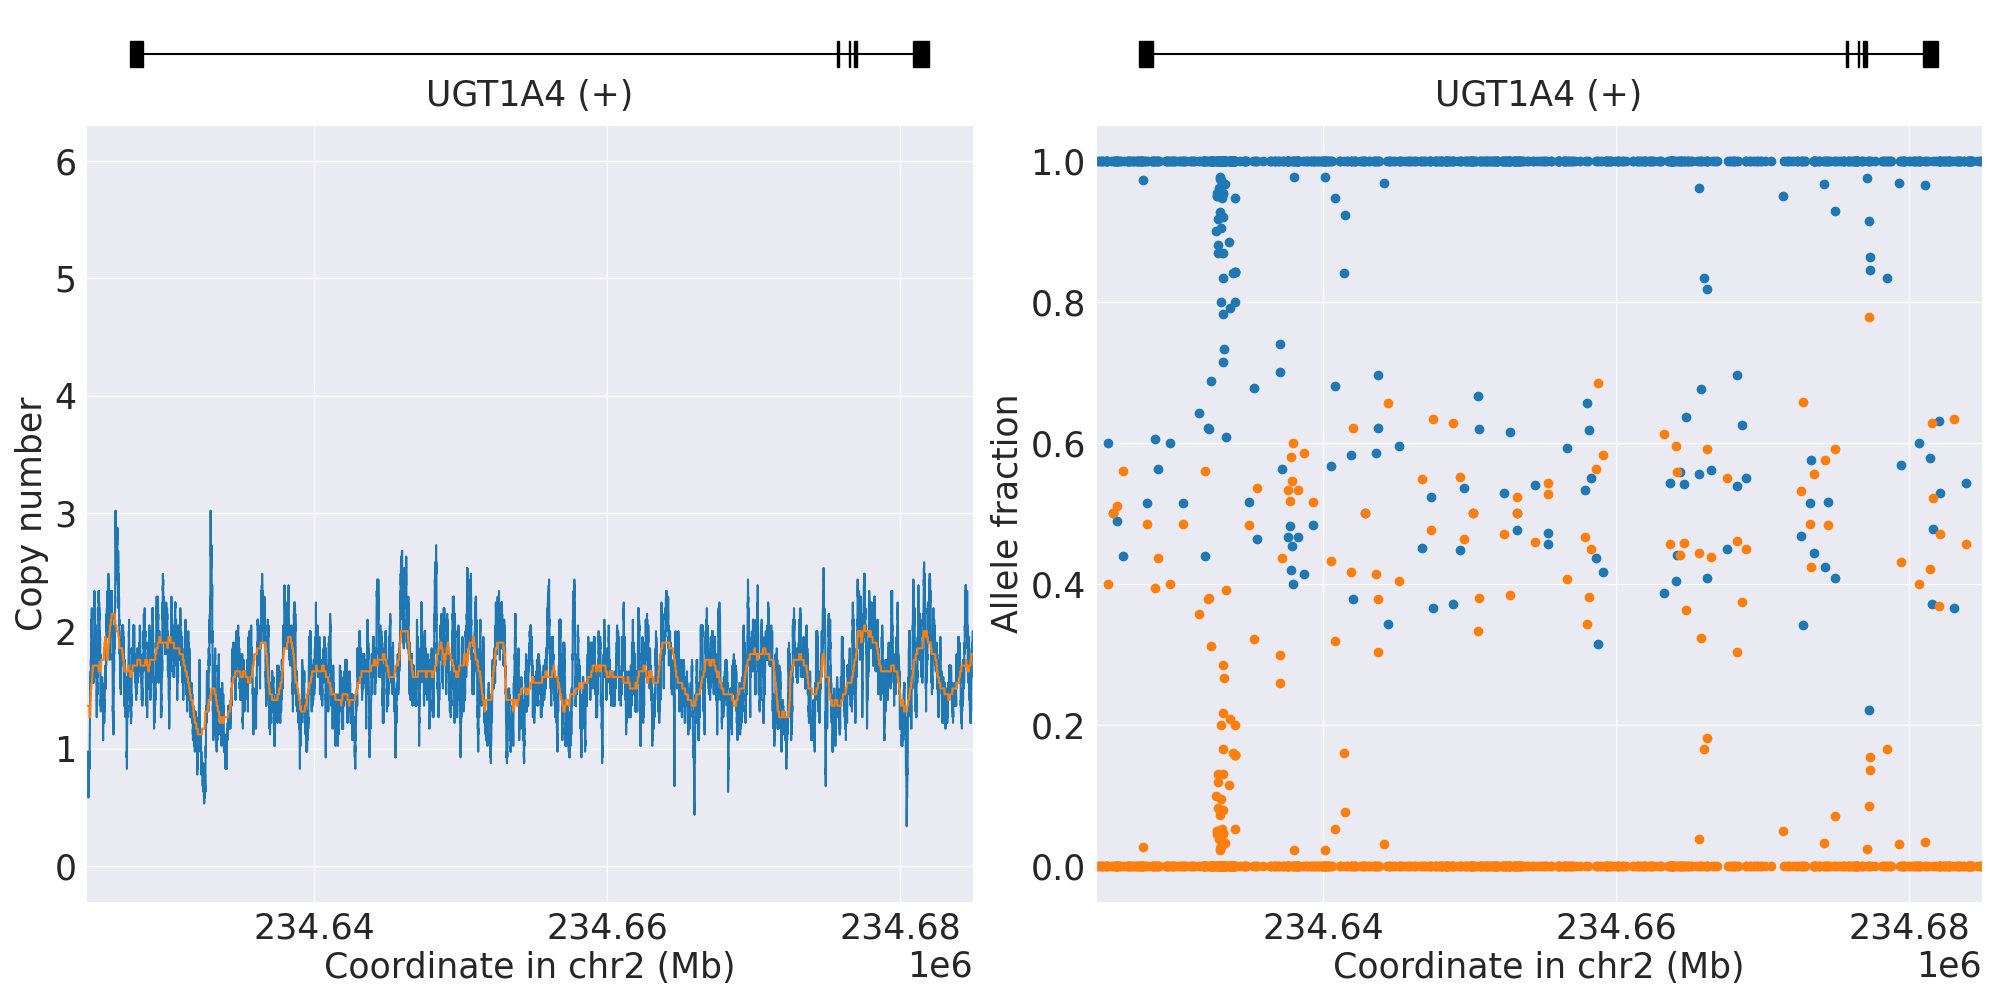 UGT1A4 (+)
6
5
4
3
2
1
0
Copy number
234.64
234.66
234.68
Coordinate in chr2 (Mb)
1e6
UGT1A4 (+)
1.0
0.8
0.6
0.4
0.2
0.0
Allele fraction
234.64
234.66
234.68
Coordinate in chr2 (Mb)
1e6